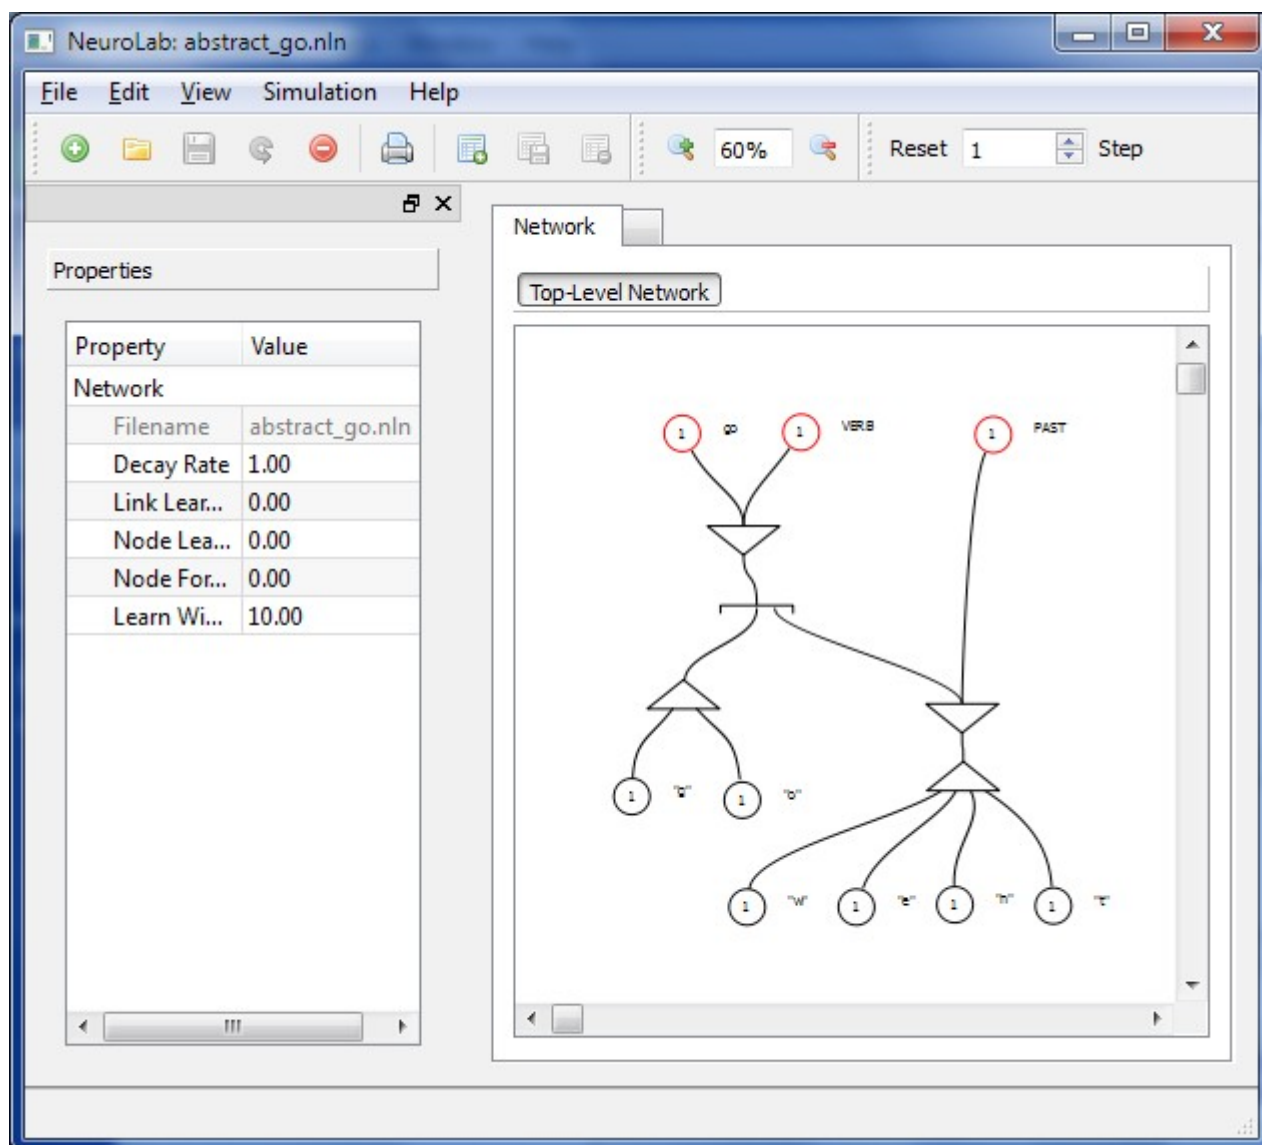 NeuroLab: abstract_go.nln
File Edit View Simulation Help
60% Reset 1 Step
Network
Properties
Top-Level Network
Property Value
Network
Filename abstract_go.nln
Decay Rate 1.00
Link Lear... 0.00
Node Lea... 0.00
Node For... 0.00
Learn Wi... 10.00
1 go 1 VERB 1 PAST
1 "g" 1 "o"
1 "w" 1 "e" 1 "n" 1 "t"